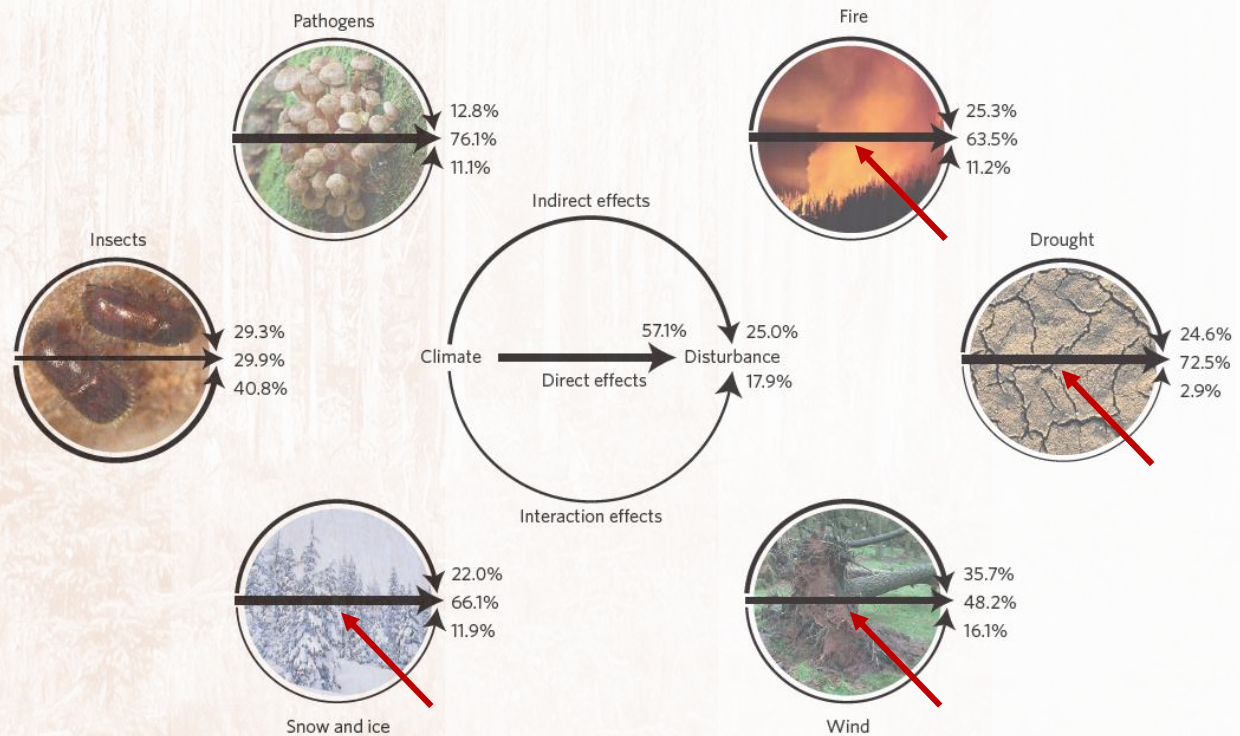 Pathogens
12.8%
76.1%
11.1%
Fire
25.3%
63.5%
11.2%
Insects
29.3%
29.9%
40.8%
Indirect effects
57.1%
25.0%
Climate
Disturbance
Direct effects
17.9%
Interaction effects
Drought
24.6%
72.5%
2.9%
22.0%
66.1%
11.9%
Snow and ice
35.7%
48.2%
16.1%
Wind